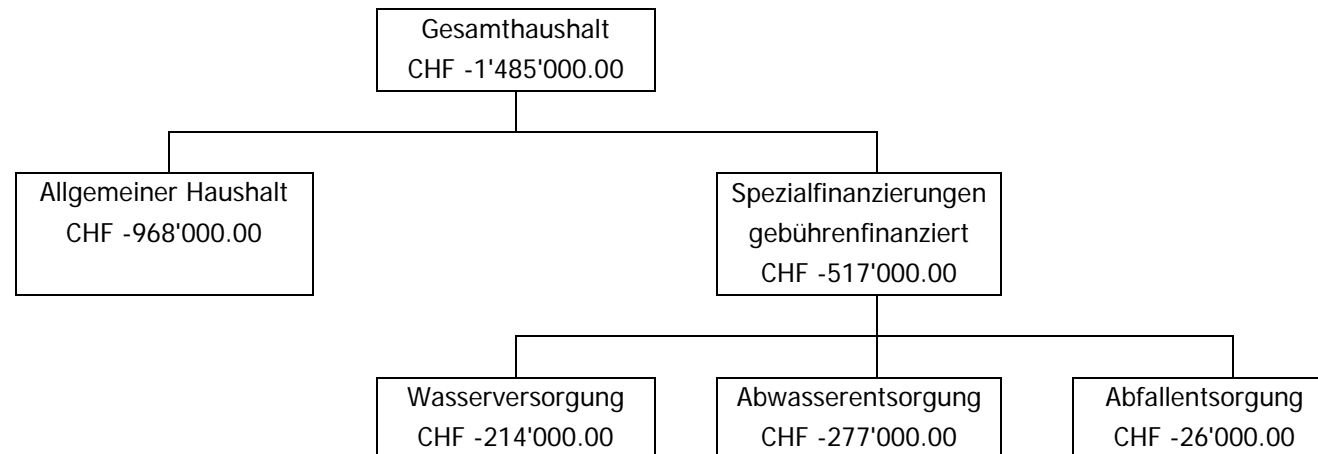 Gesamthaushalt
CHF -1'485'000.00
Allgemeiner Haushalt
CHF -968'000.00
Spezialfinanzierungen
gebührenfinanziert
CHF -517'000.00
Wasserversorgung
CHF -214'000.00
Abwasserentsorgung
CHF -277'000.00
Abfallentsorgung
CHF -26'000.00